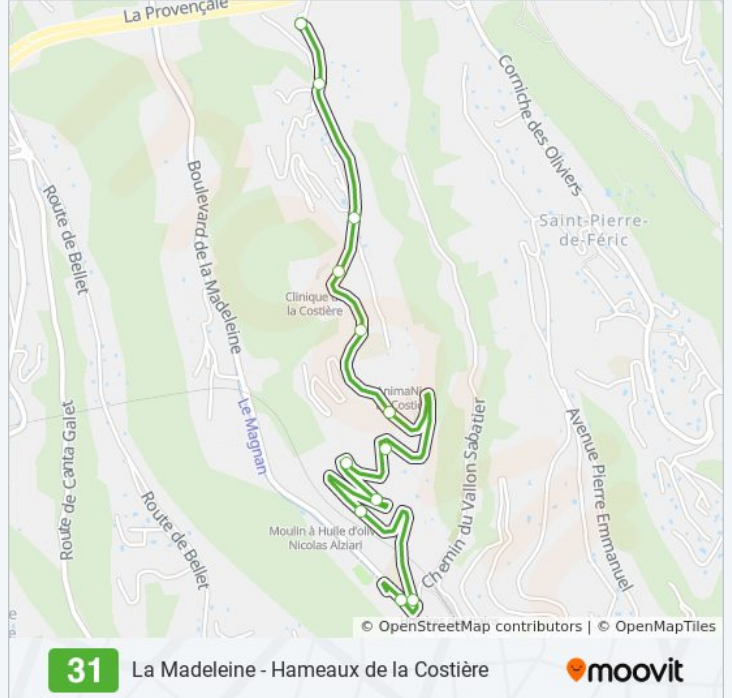 La Provençale
Corniche des Oliviers
Route de Bellet
Boulevard de la Madeleine
Saint-Pierre-
de-Féric
Clinique
la Costière
Le Magnan
Route de Canta Galet
Chemin du Vallon Sabatier
Avenue Pierre Emmanuel
Route de Bellet
Moulin à Huile d'oliv
Nicolas Alziari
© OpenStreetMap contributors | © OpenMapTiles
31 La Madeleine - Hameaux de la Costière
moovit